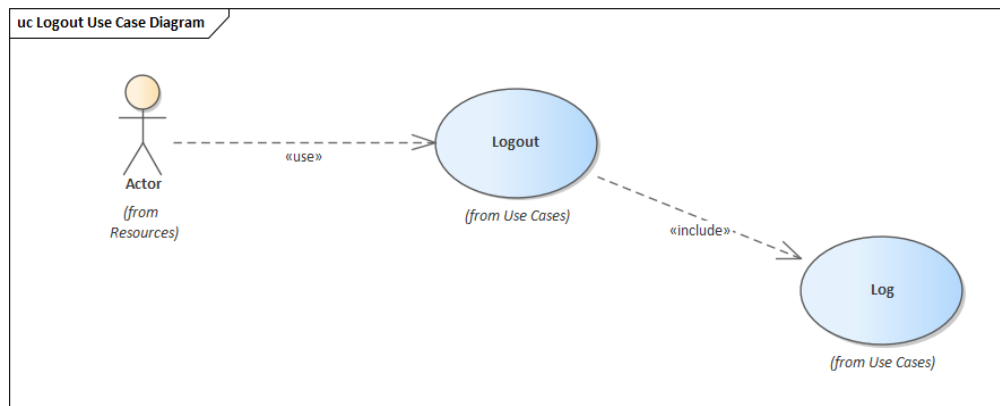 uc Logout Use Case Diagram
Actor
(from
Resources)
«use»
Logout
(from Use Cases)
«include»
Log
(from Use Cases)